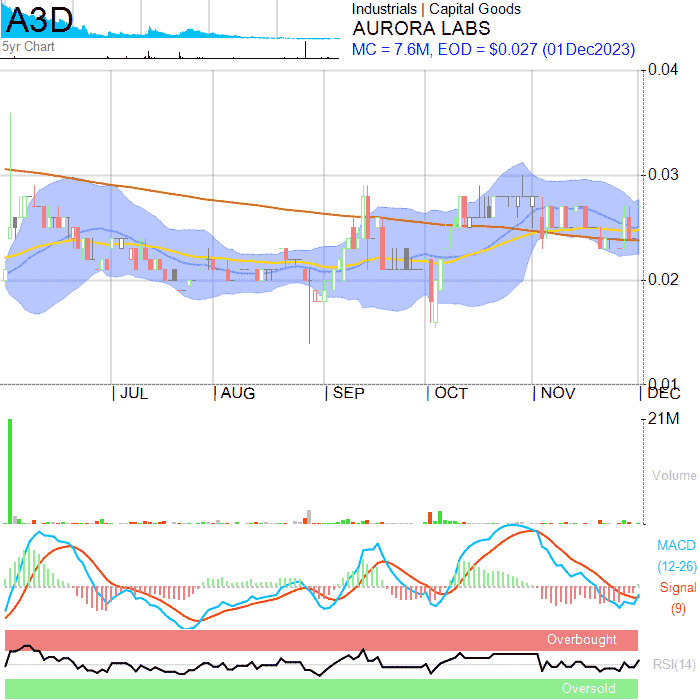 A3D
5yr Chart
Industrials | Capital Goods
AURORA LABS
MC = 7.6M, EOD = $0.027 (01Dec2023)
0.04
0.03
0.02
0.01
JUL
AUG
SEP
OCT
NOV
DEC
21M
Volume
MACD
(12-26)
Signal
(9)
Overbought
RSI(14)
Oversold